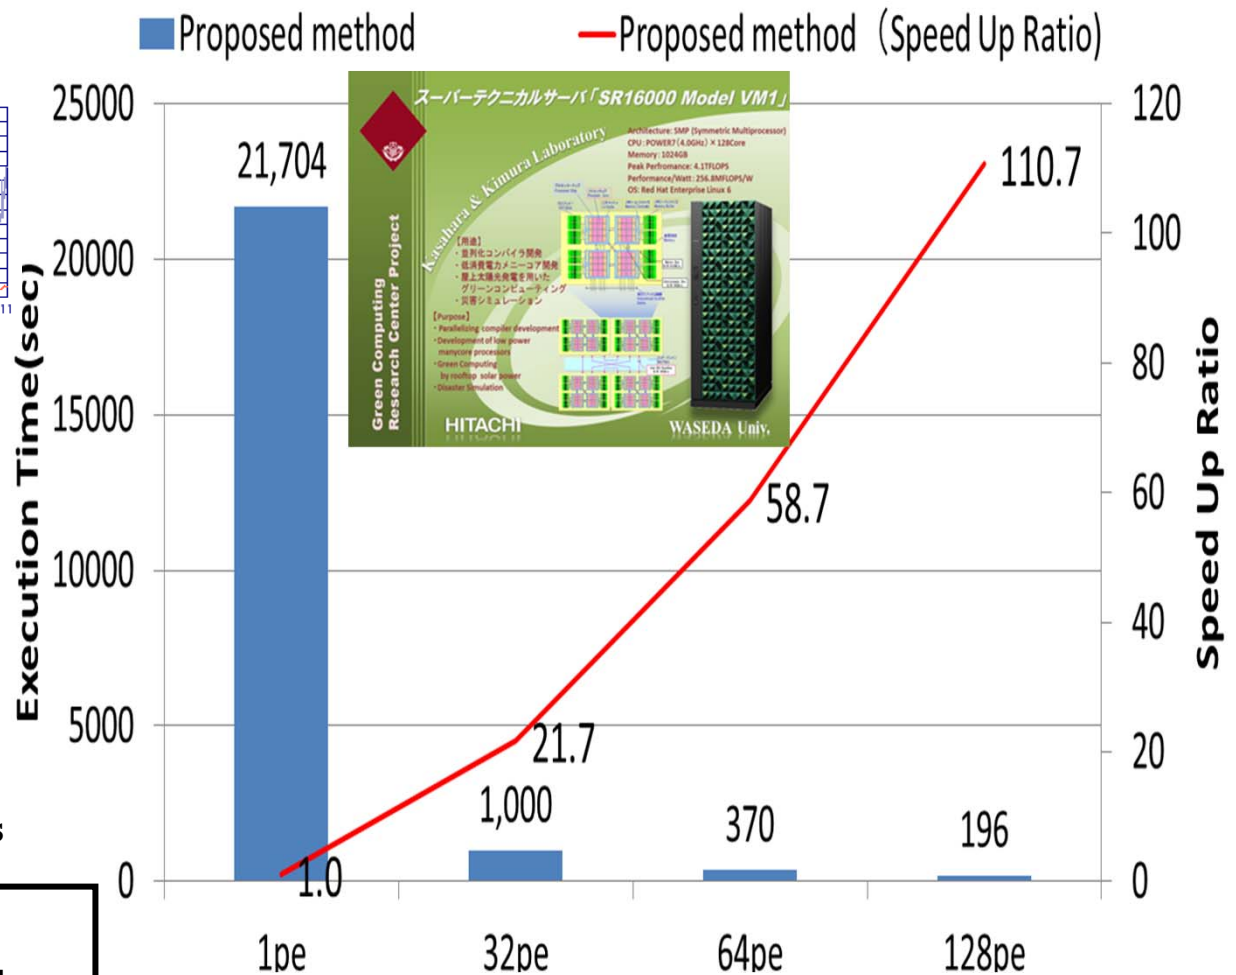 Proposed method
Proposed method（Speed Up Ratio)
25000
20000
15000
10000
5000
0
Execution Time(sec)
120
100
80
60
40
20
0
Speed Up Ratio
21,704
1,000
370
196
1.0
21.7
58.7
110.7
1pe
32pe
64pe
128pe
スーパーテクニカルサーバ「SR16000 Model VM1」
Kasahara & Kimura Laboratory
Architecture: SMP (Symmetric Multiprocessor)
CPU: POWER7(4.0GHz) × 128Core
Memory: 1024GB
Peak Perfromance: 4.1TFLOPS
Performance/Watt: 256.8MFLOPS/W
OS: Red Hat Enterprise Linux 6
Green Computing
Research Center Project
【用途】
・並列化コンパイラ開発
・低消費電力メニーコア開発
・屋上太陽光発電を用いた
グリーンコンピューティング
・災害シミュレーション
【Purpose】
・Parallelizing compiler development
・Development of low power
manycore processors
・Green Computing
by rooftop solar power
・Disaster Simulation
HITACHI
WASEDA Univ.
11
s